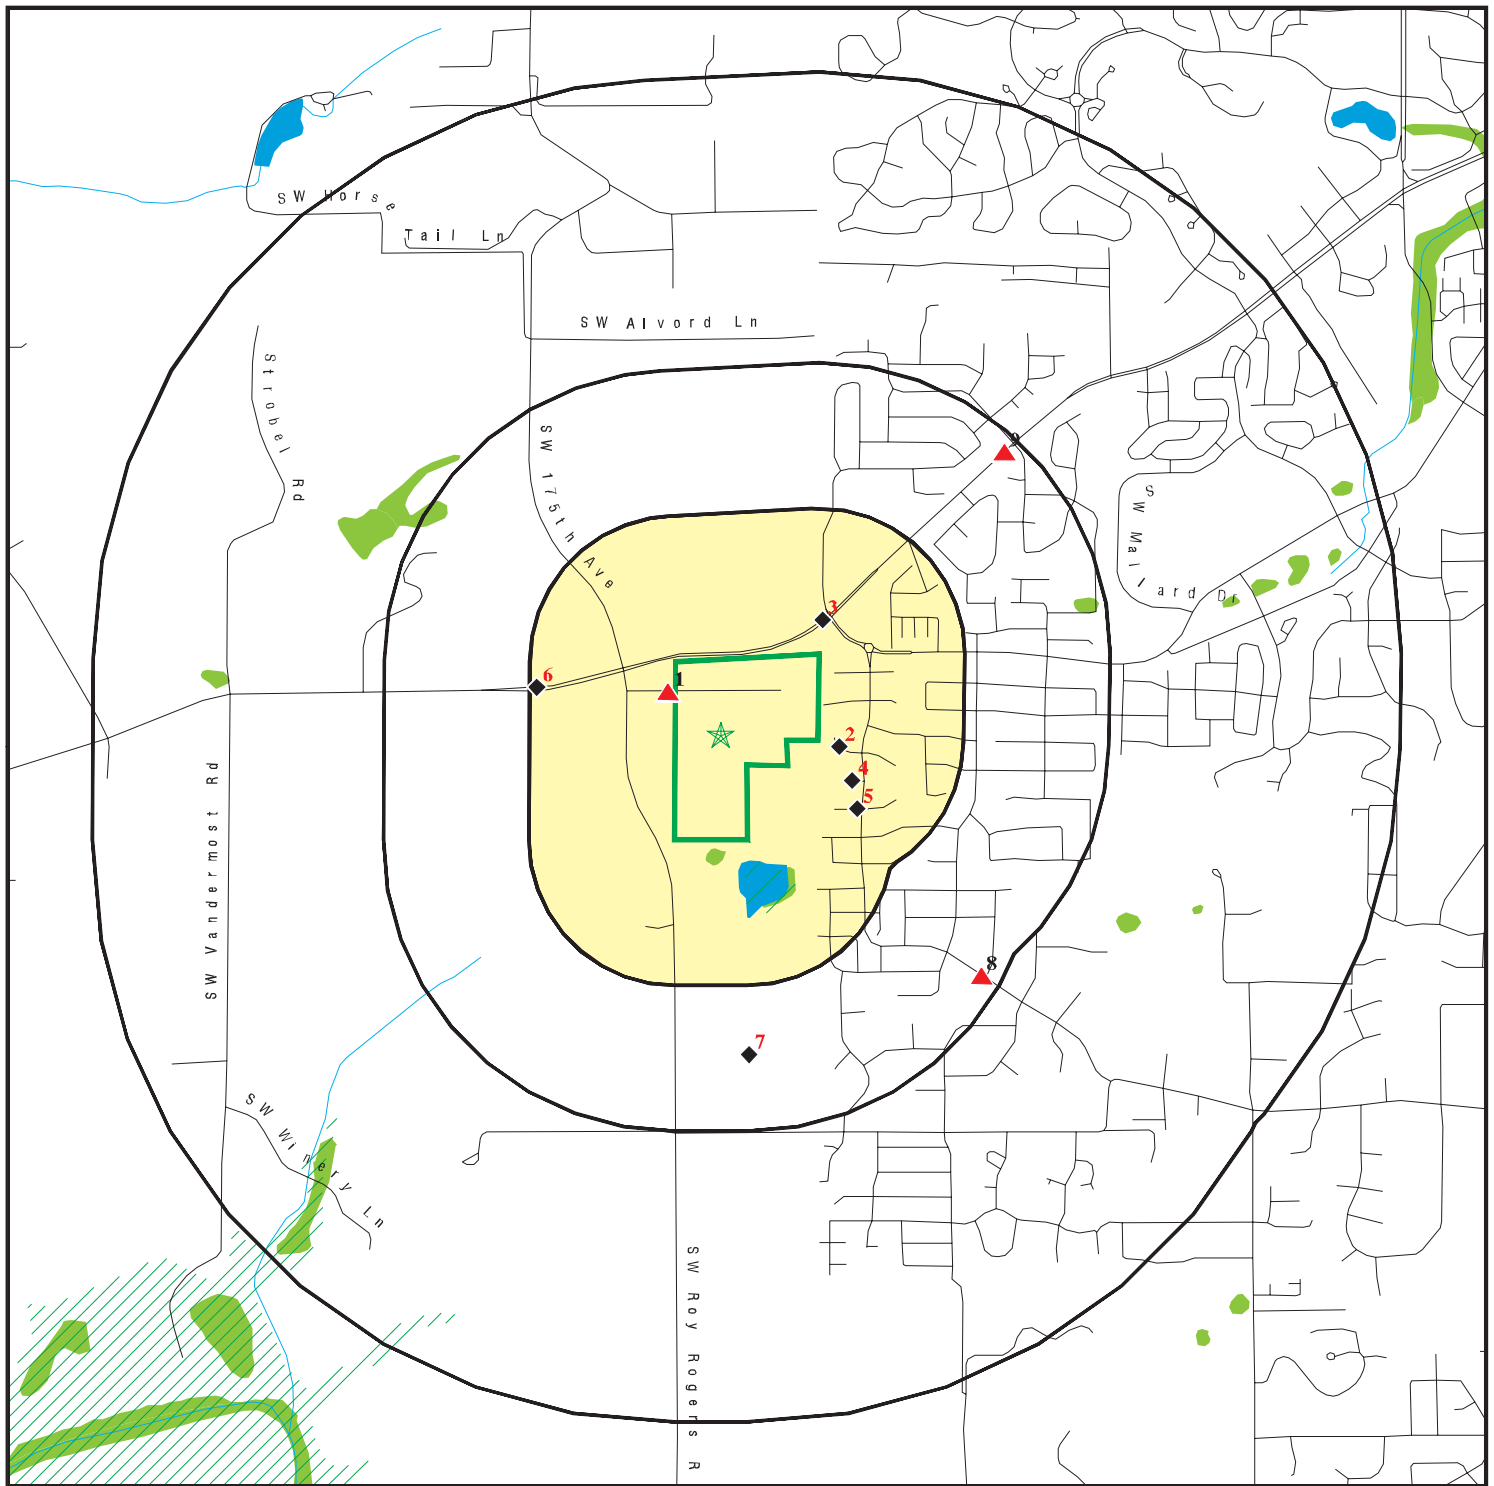 SW Horse
Tail Ln
SW Alvord Ln
Strobel Rd
SW 175th Ave
9
SW Mallard Dr
3
6
1
2
4
5
SW Vandermost Rd
8
7
SW Winery Ln
SW Roy Rogers R